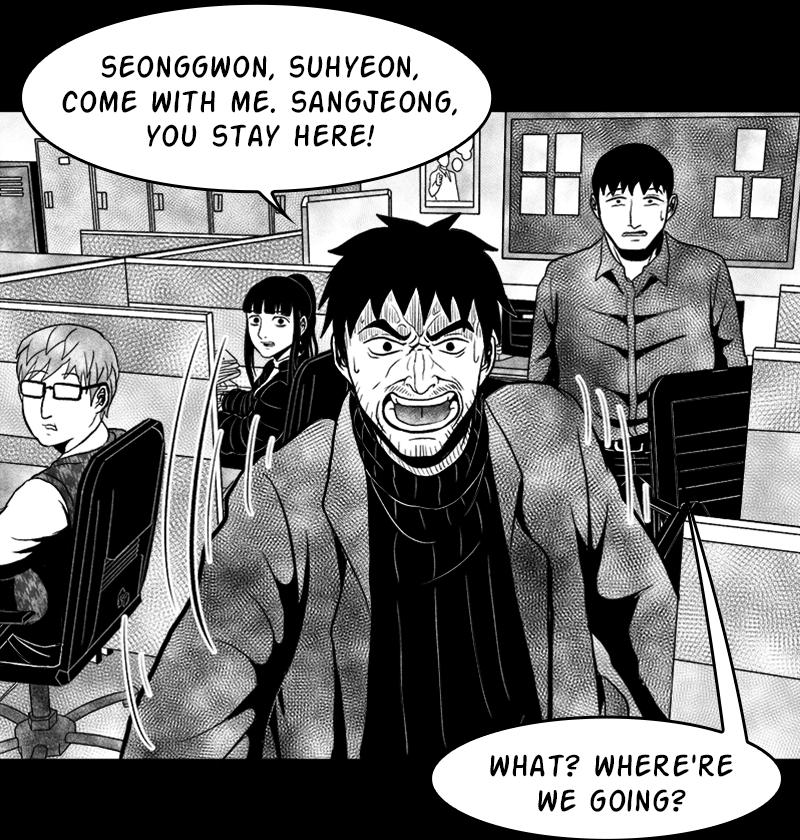 SEONGGWON, SUHYEON,
COME WITH ME. SANGJEONG,
YOU STAY HERE!
WHAT? WHERE'RE
WE GOING?